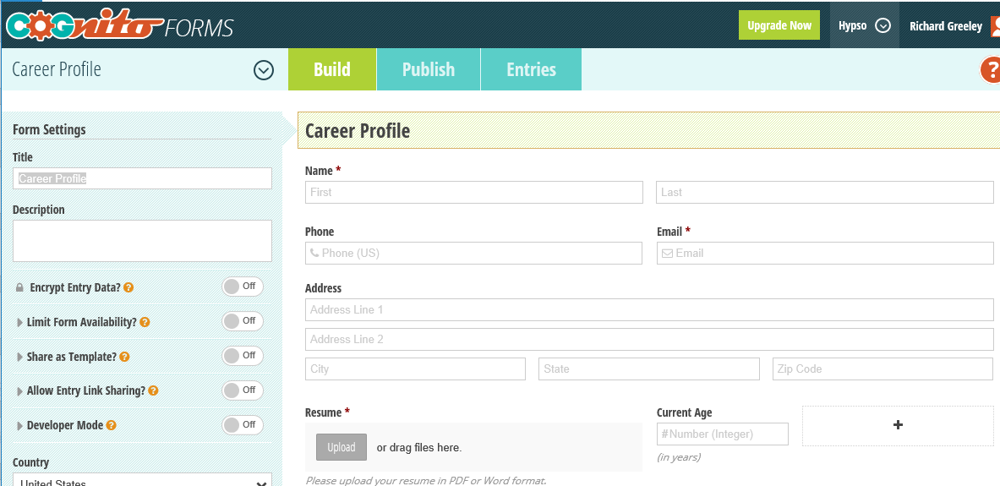 COGnito FORMS
Upgrade Now
Hypso
Richard Greeley
Career Profile
Build
Publish
Entries
?
Form Settings
Title
Career Profile
Description
Encrypt Entry Data? ?
Off
Limit Form Availability? ?
Off
Share as Template? ?
Off
Allow Entry Link Sharing? ?
Off
Developer Mode ?
Off
Country
United States
Career Profile
Name *
First
Last
Phone
Email *
Phone (US)
Email
Address
Address Line 1
Address Line 2
City
State
Zip Code
Resume *
Current Age
Upload or drag files here.
# Number (Integer)
+
(in years)
Please upload your resume in PDF or Word format.